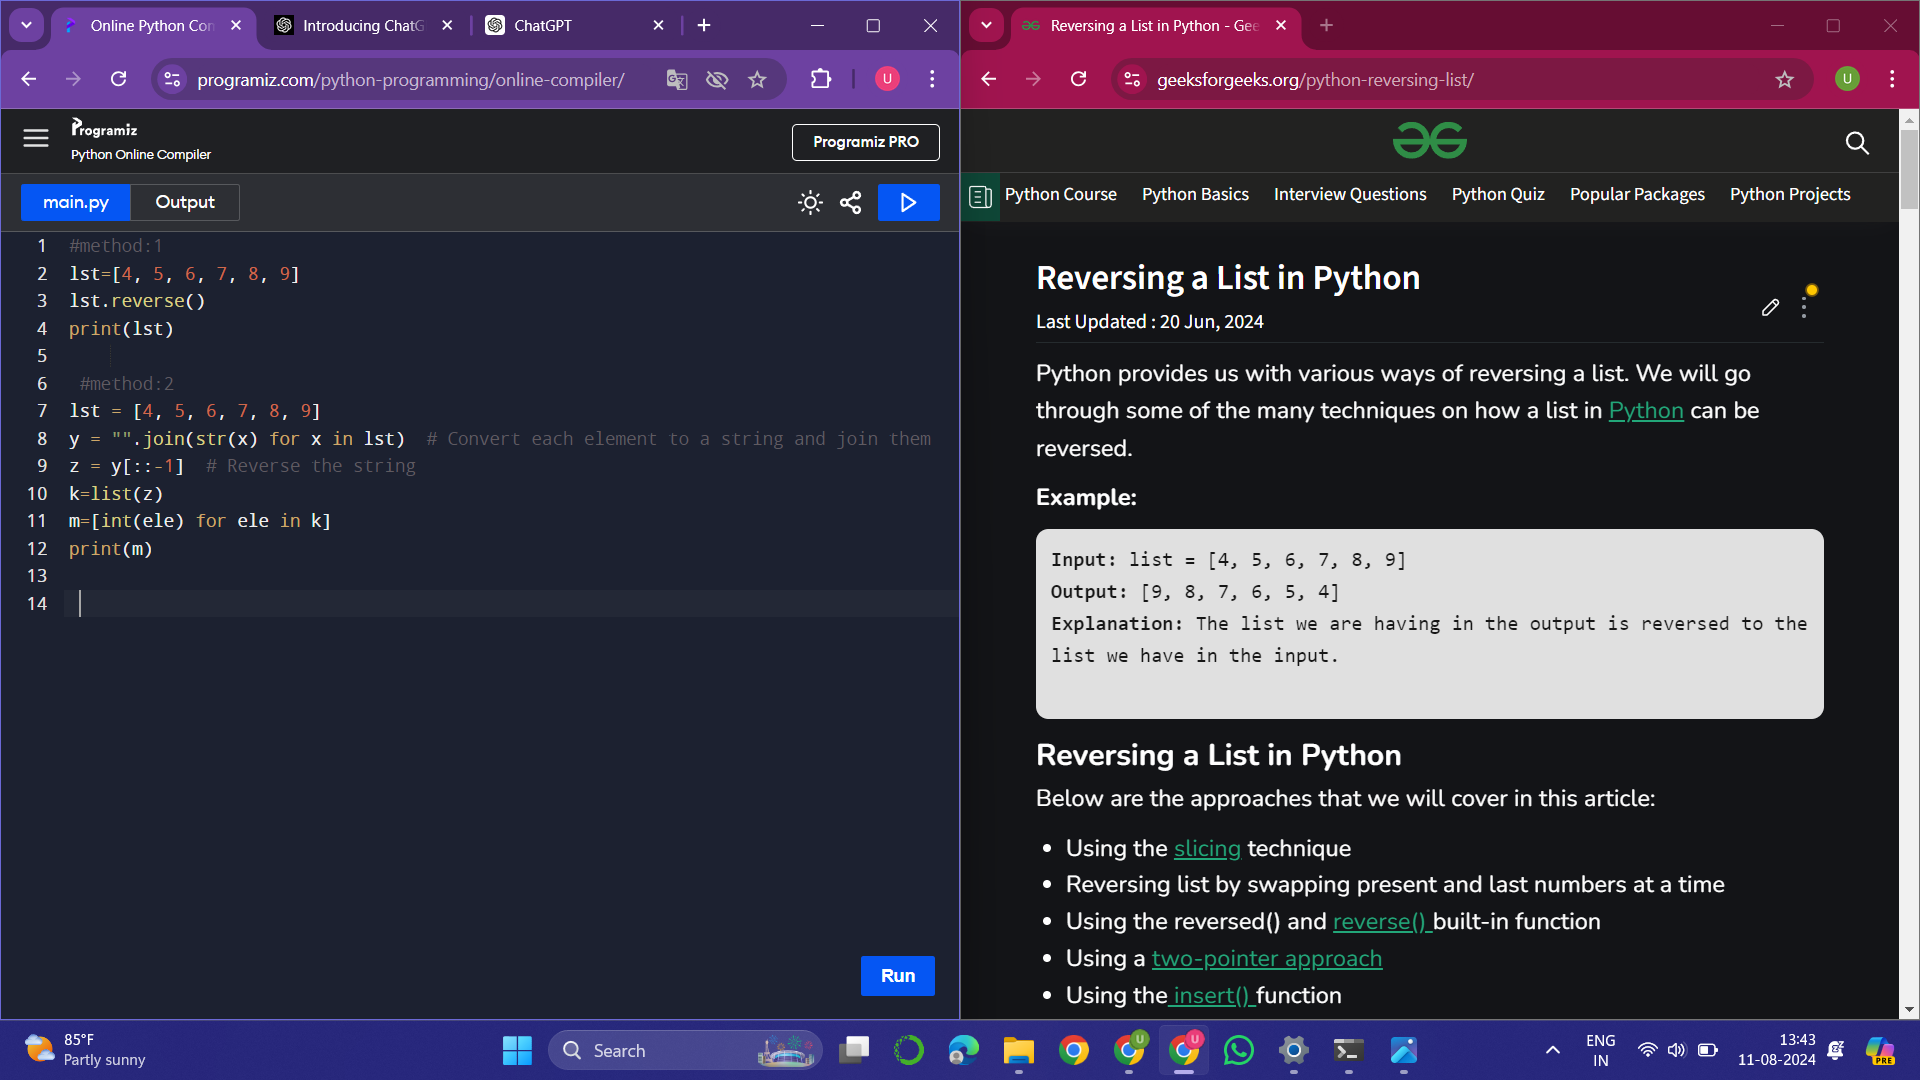 Online Python Con
Introducing ChatG
ChatGPT
programiz.com/python-programming/online-compiler/
U
Programiz
Python Online Compiler
Programiz PRO
main.py
Output
1 #method:1
2 lst=[4, 5, 6, 7, 8, 9]
3 lst.reverse()
4 print(lst)
5
6 #method:2
7 lst = [4, 5, 6, 7, 8, 9]
8 y = "".join(str(x) for x in lst)  # Convert each element to a string and join them
9 z = y[::-1]  # Reverse the string
10 k=list(z)
11 m=[int(ele) for ele in k]
12 print(m)
13
14
Run
Reversing a List in Python - Gee
geeksforgeeks.org/python-reversing-list/
U
Python Course
Python Basics
Interview Questions
Python Quiz
Popular Packages
Python Projects
Reversing a List in Python
Last Updated : 20 Jun, 2024
Python provides us with various ways of reversing a list. We will go
through some of the many techniques on how a list in Python can be
reversed.
Example:
Input: list = [4, 5, 6, 7, 8, 9]
Output: [9, 8, 7, 6, 5, 4]
Explanation: The list we are having in the output is reversed to the
list we have in the input.
Reversing a List in Python
Below are the approaches that we will cover in this article:
Using the slicing technique
Reversing list by swapping present and last numbers at a time
Using the reversed() and reverse() built-in function
Using a two-pointer approach
Using the insert() function
85°F
Partly sunny
Search
U
U
ENG
IN
13:43
11-08-2024
PRE